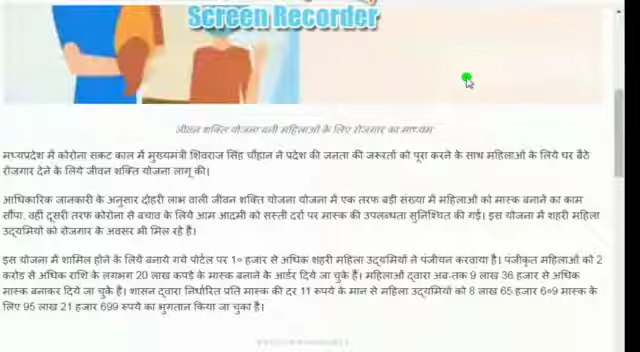 Screen Recorder
जीवन शक्ति योजना बनी महिलाओं के लिए रोजगार का माध्यम
मध्यप्रदेश में कोरोना सकट काल में मुख्यमंत्री शिवराज सिंह चौहान ने प्रदेश की जनता की जरूरतों को पूरा करने के साथ महिलाओं के लिये घर बैठे
रोजगार देने के लिये जीवन शक्ति योजना लागू की।
आधिकारिक जानकारी के अनुसार दोहरी लाभ वाली जीवन शक्ति योजना योजना में एक तरफ बड़ी संख्या में महिलाओं को मास्क बनाने का काम
सौंपा, वहीं दूसरी तरफ कोरोना से बचाव के लिये आम आदमी को सस्ती दरों पर मास्क की उपलब्धता सुनिश्चित की गई। इस योजना में शहरी महिला
उद्यमियों को रोजगार के अवसर भी मिल रहे है।
इस योजना में शामिल होने के लिये बनाये गये पोर्टल पर 1० हजार से अधिक शहरी महिला उद्यमियों ने पंजीयन करवाया है। पंजीकृत महिलाओं को 2
करोड से अधिक राशि के लगभग 20 लाख कपडे के मास्क बनाने के आर्डर दिये जा चुके हैं। महिलाओं द्वारा अब-तक 9 लाख 36 हजार से अधिक
मास्क बनाकर दिये जा चुके हैं। शासन द्वारा निर्धारित प्रति मास्क की दर 11 रूपये के मान से महिला उद्यमियों को 8 लाख 65 हजार 6०9 मास्क के
लिए 95 लाख 21 हजार 699 रूपये का भुगतान किया जा चुका है।